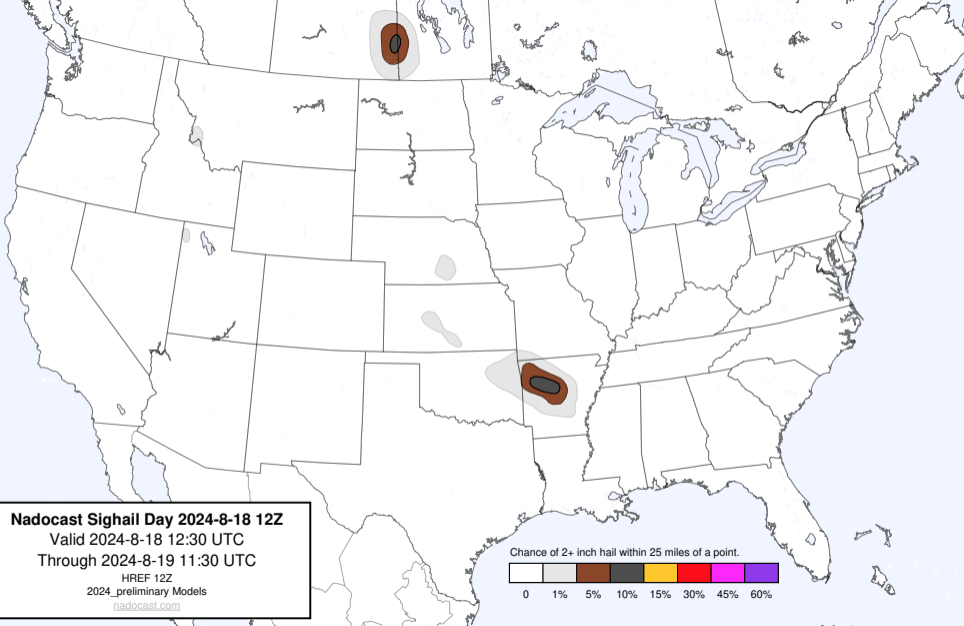 Nadocast Sighail Day 2024-8-18 12Z
Valid 2024-8-18 12:30 UTC
Through 2024-8-19 11:30 UTC
HREF 12Z
2024_preliminary Models
nadocast.com
Chance of 2+ inch hail within 25 miles of a point.
0 1% 5% 10% 15% 30% 45% 60%